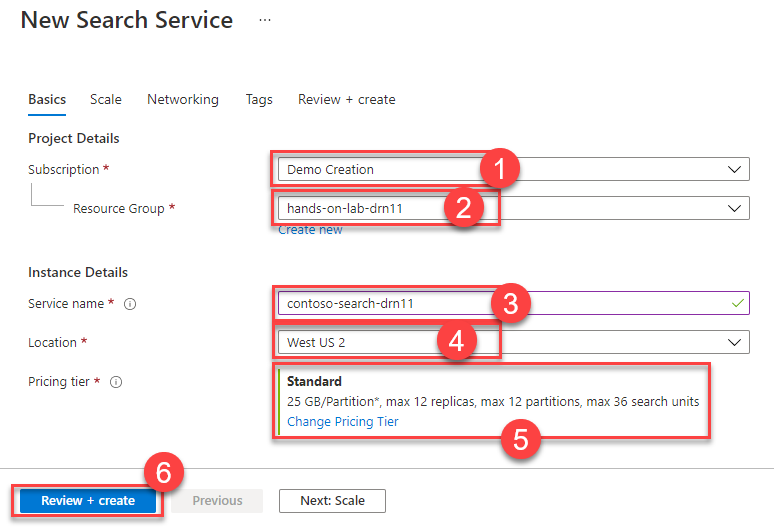 New Search Service ...
Basics Scale Networking Tags Review + create
Project Details
Subscription * Demo Creation 1
Resource Group * hands-on-lab-drn11 2
Create new
Instance Details
Service name * contoso-search-drn11 3
Location * West US 2 4
Pricing tier * Standard
25 GB/Partition*, max 12 replicas, max 12 partitions, max 36 search units
Change Pricing Tier
5
6
Review + create Previous Next: Scale